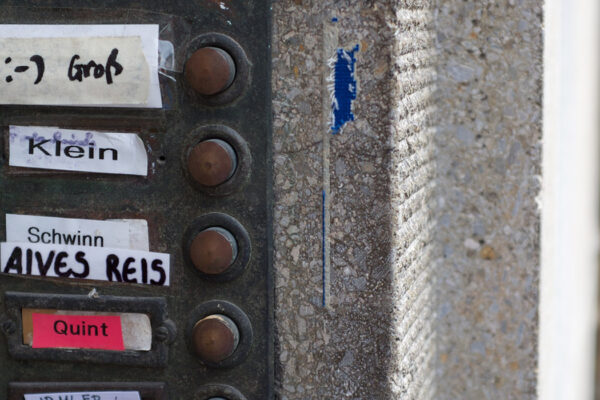 :-) Groß
Klein
Schwinn
AIVES REIS
Quint